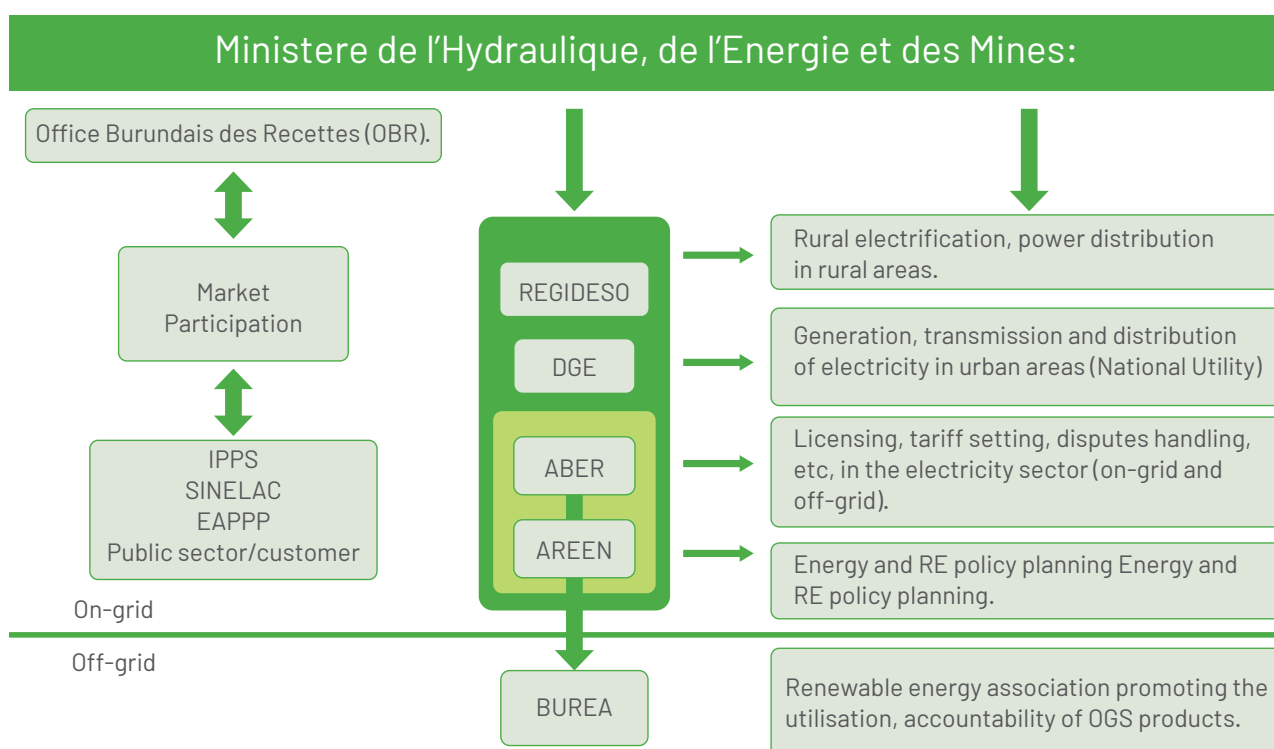 Ministere de l'Hydraulique, de l'Energie et des Mines:
Office Burundais des Recettes (OBR).
Market
Participation
IPPS
SINELAC
EAPPP
Public sector/customer
On-grid
REGIDESO
DGE
ABER
AREEN
Rural electrification, power distribution
in rural areas.
Generation, transmission and distribution
of electricity in urban areas (National Utility)
Licensing, tariff setting, disputes handling,
etc, in the electricity sector (on-grid and
off-grid).
Energy and RE policy planning Energy and
RE policy planning.
Off-grid
BUREA
Renewable energy association promoting the
utilisation, accountability of OGS products.